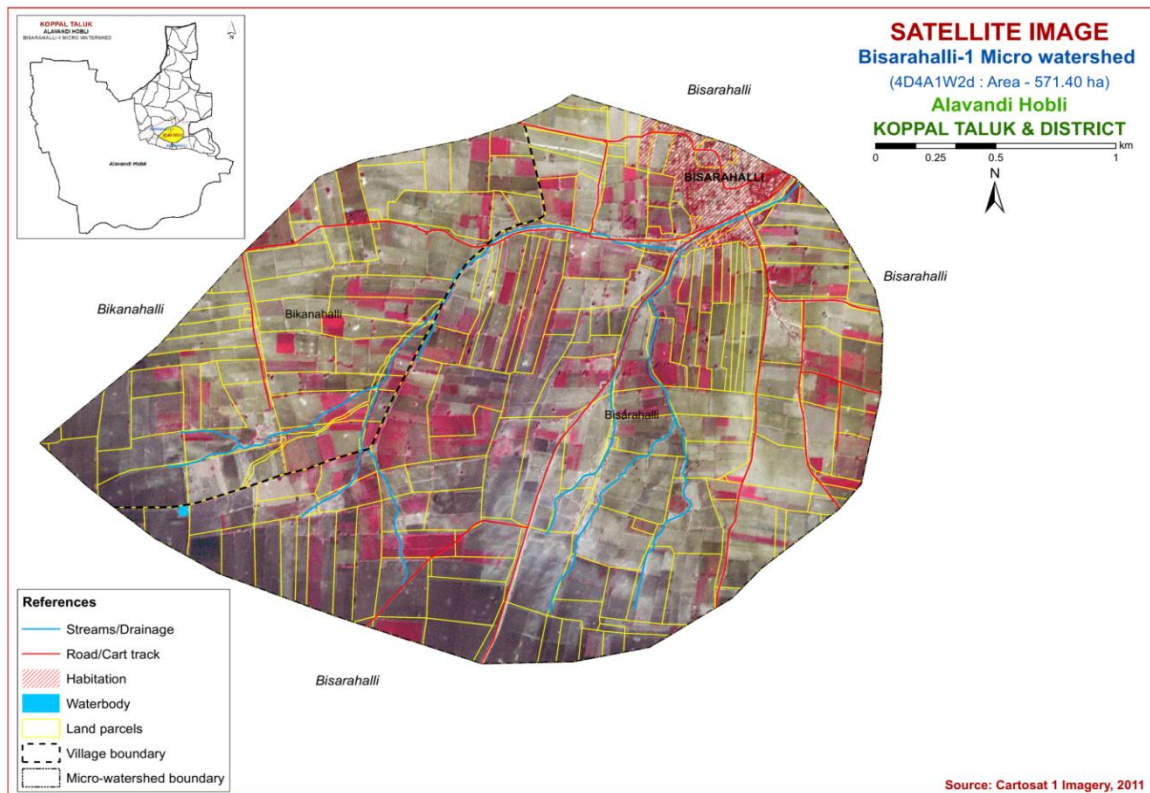 KOPPAL TALUK
ALAVANDI HOBLI
BISARAHALLI-1 MICRO WATERSHED
N
Alavandi Hobli
SATELLITE IMAGE
Bisarahalli-1 Micro watershed
(4D4A1W2d : Area - 571.40 ha)
Alavandi Hobli
KOPPAL TALUK & DISTRICT
0 0.25 0.5 1 km
N
Bisarahalli
BISARAHALLI
Bisarahalli
Bikanahalli
Bikanahalli
Bisarahalli
Bisarahalli
References
Streams/Drainage
Road/Cart track
Habitation
Waterbody
Land parcels
Village boundary
Micro-watershed boundary
Source: Cartosat 1 Imagery, 2011